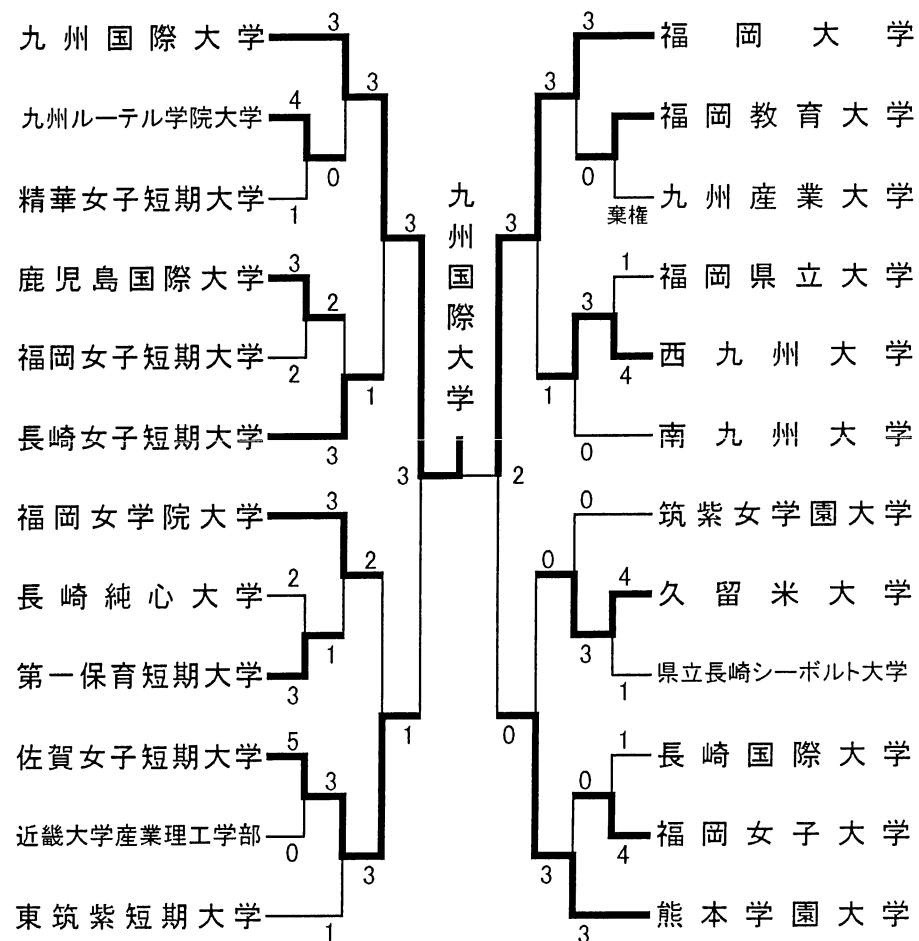 九州国際大学
3
3
九州ルーテル学院大学
4
0
精華女子短期大学
1
3
鹿児島国際大学
3
2
福岡女子短期大学
2
1
長崎女子短期大学
3
3
福岡女学院大学
3
2
長崎純心大学
2
1
第一保育短期大学
3
1
佐賀女子短期大学
5
3
近畿大学産業理工学部
0
3
東筑紫短期大学
1
九州国際大学
福岡大学
3
3
福岡教育大学
0
九州産業大学
棄権
3
福岡県立大学
1
3
西九州大学
4
1
南九州大学
0
2
筑紫女学園大学
0
0
久留米大学
4
3
県立長崎シーボルト大学
1
0
長崎国際大学
1
0
福岡女子大学
4
3
熊本学園大学
3